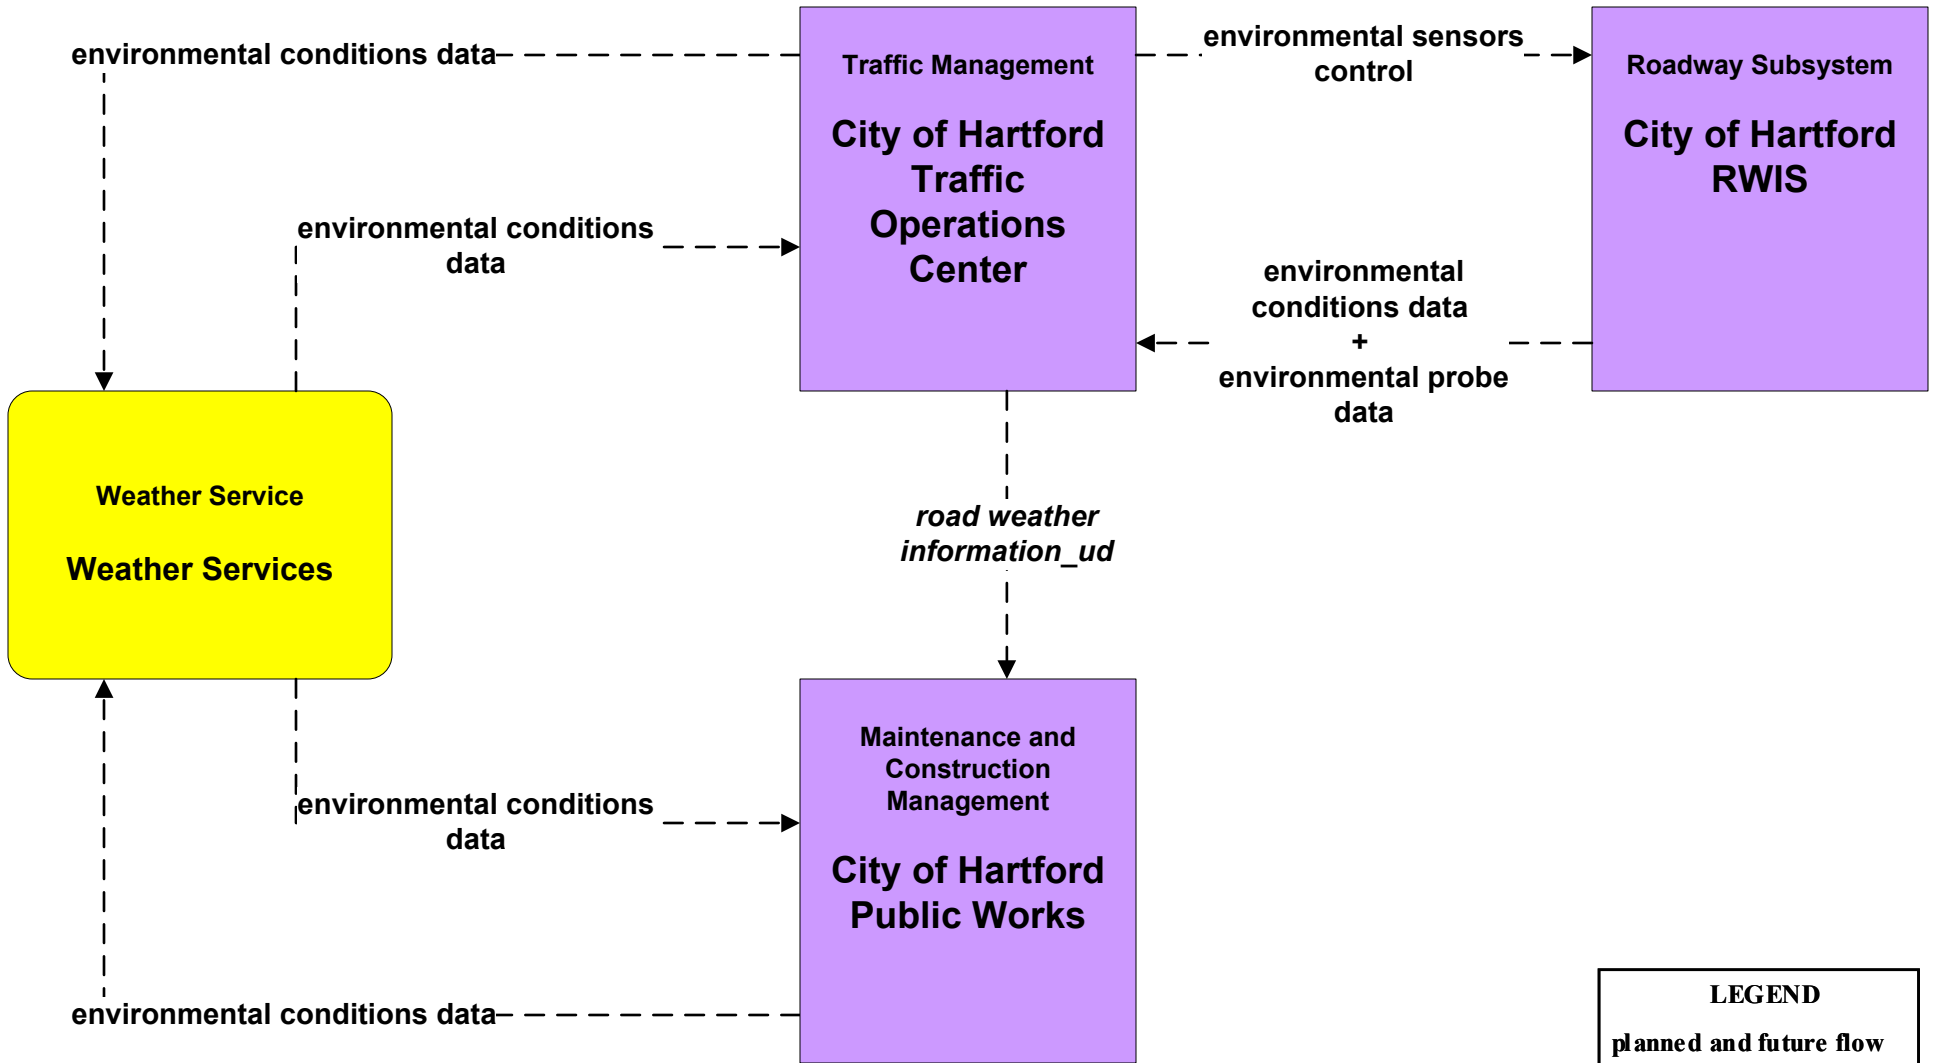 environmental conditions data
environmental sensors
control
Traffic Management
City of Hartford
Traffic
Operations
Center
Roadway Subsystem
City of Hartford
RWIS
environmental conditions
data
environmental
conditions data
+
environmental probe
data
Weather Service
Weather Services
road weather
information_ud
Maintenance and
Construction
Management
City of Hartford
Public Works
environmental conditions
data
environmental conditions data
LEGEND
planned and future flow